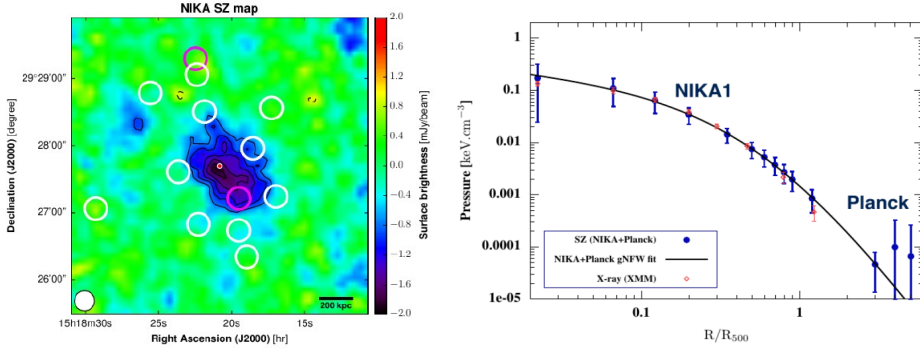 NIKA SZ map
Declination (J2000) [degree]
29°29'00"
28'00"
27'00"
26'00"
15h18m30s
25s
20s
15s
Right Ascension (J2000) [hr]
200 kpc
2.0
1.6
1.2
0.8
0.4
0.0
−0.4
−0.8
−1.2
−1.6
−2.0
Surface brightness [mJy/beam]
Pressure [keV cm⁻³]
1
0.1
0.01
0.001
0.0001
1e-05
NIKA1
Planck
SZ (NIKA+Planck)
NIKA+Planck gNFW fit
X-ray (XMM)
0.1
1
R/R₅₀₀